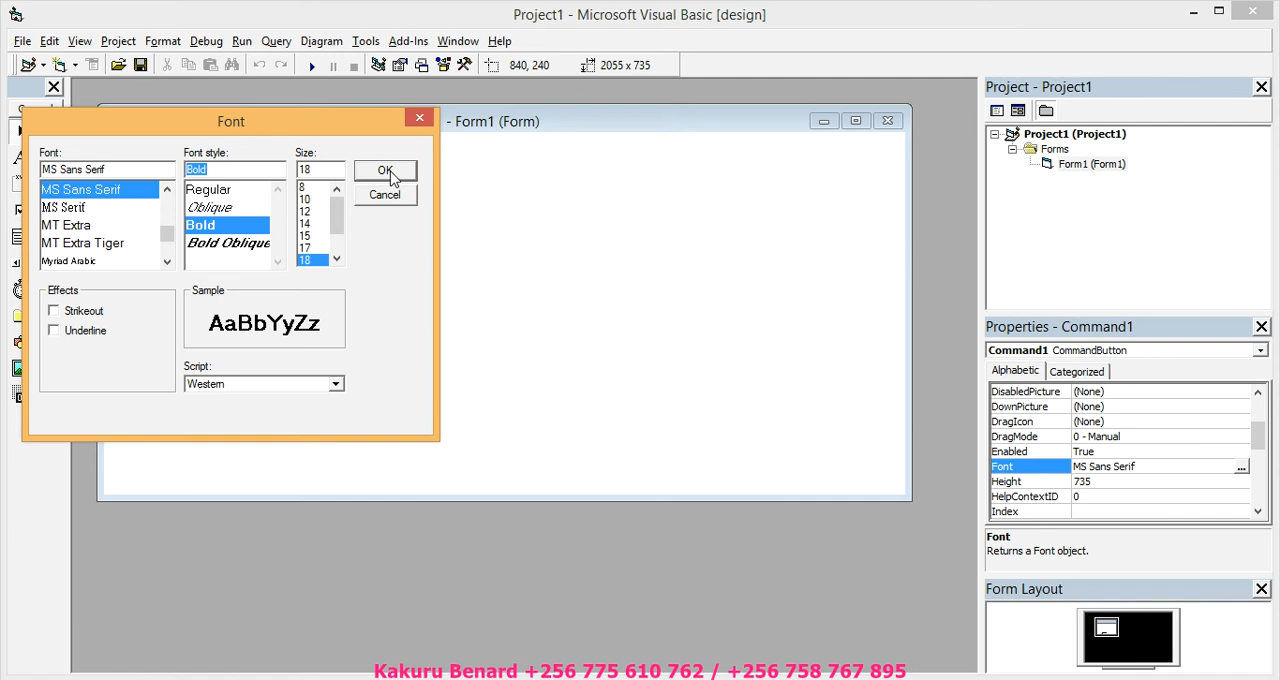 Project1 - Microsoft Visual Basic [design]
File Edit View Project Format Debug Run Query Diagram Tools Add-Ins Window Help
840, 240 2055 x 735
- Form1 (Form)
Font
Font: Font style: Size:
MS Sans Serif Bold 18 OK
MS Sans Serif Regular 8
Cancel
MS Serif Oblique 10
MT Extra Bold 12
MT Extra Tiger Bold Oblique 14
Myriad Arabic 15
17
18
Effects Sample
Strikeout
Underline
AaBbYyZz
Script:
Western
Project - Project1
Project1 (Project1)
Forms
Form1 (Form1)
Properties - Command1
Command1 CommandButton
Alphabetic Categorized
DisabledPicture (None)
DownPicture (None)
DragIcon (None)
DragMode 0 - Manual
Enabled True
Font MS Sans Serif ...
Height 735
HelpContextID 0
Index
Font
Returns a Font object.
Form Layout
Kakuru Benard +256 775 610 762 / +256 758 767 895